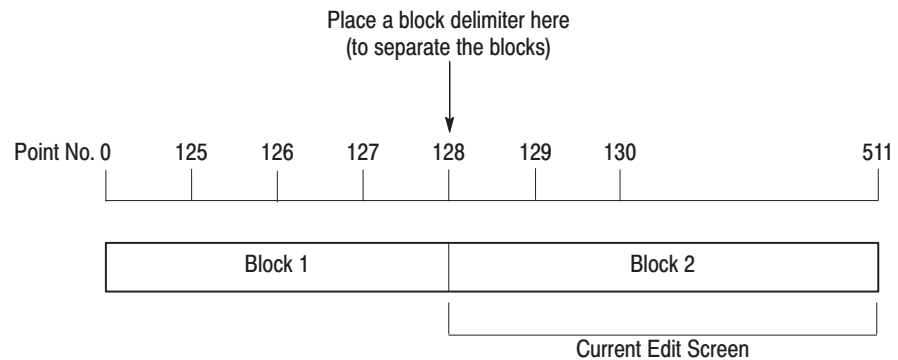 Place a block delimiter here
(to separate the blocks)
Point No. 0 125 126 127 128 129 130 511
Block 1 Block 2
Current Edit Screen